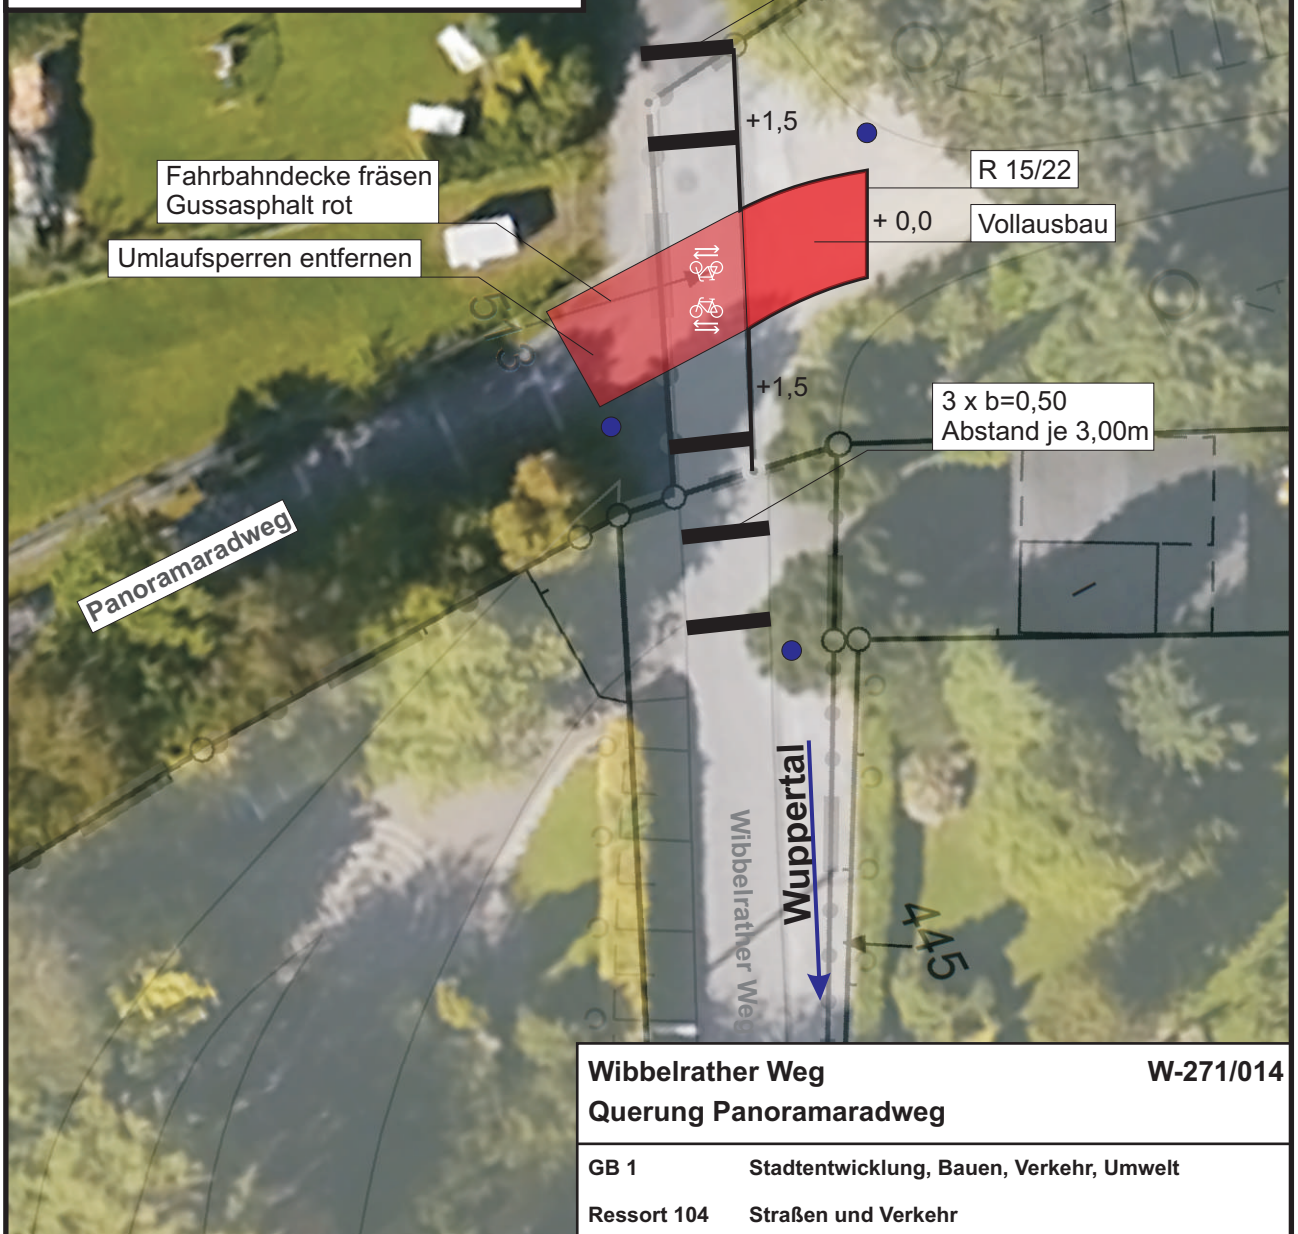 +1,5
Fahrbahndecke fräsen
Gussasphalt rot
R 15/22
+ 0,0
Vollausbau
Umlaufsperren entfernen
513
+1,5
3 x b=0,50
Abstand je 3,00m
Panoramaradweg
Wuppertal
Wibbelrather Weg
445
Wibbelrather Weg W-271/014
Querung Panoramaradweg
GB 1 Stadtentwicklung, Bauen, Verkehr, Umwelt
Ressort 104 Straßen und Verkehr